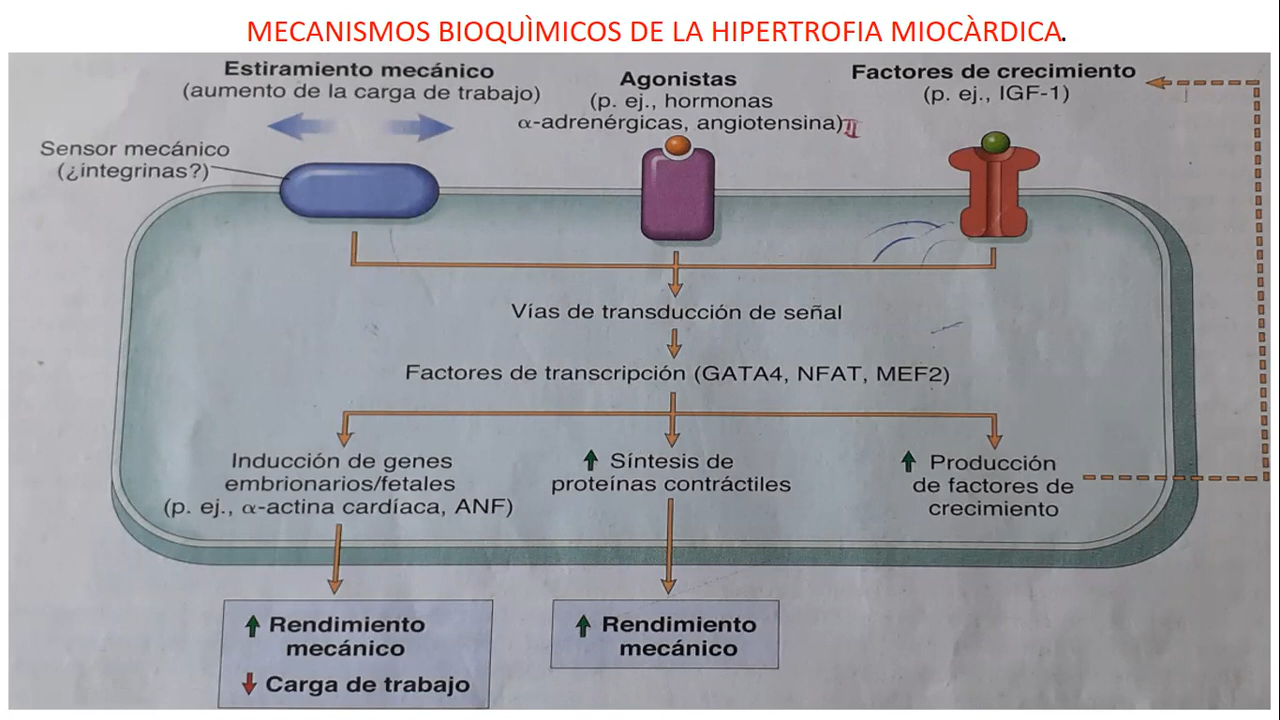 MECANISMOS BIOQUÌMICOS DE LA HIPERTROFIA MIOCÀRDICA.
Estiramiento mecánico
(aumento de la carga de trabajo)
Agonistas
(p. ej., hormonas
α-adrenérgicas, angiotensina) II
Factores de crecimiento
(p. ej., IGF-1)
Sensor mecánico
(¿integrinas?)
Vías de transducción de señal
Factores de transcripción (GATA4, NFAT, MEF2)
Inducción de genes
embrionarios/fetales
(p. ej., α-actina cardíaca, ANF)
Síntesis de
proteínas contráctiles
Producción
de factores de
crecimiento
Rendimiento
mecánico
Carga de trabajo
Rendimiento
mecánico